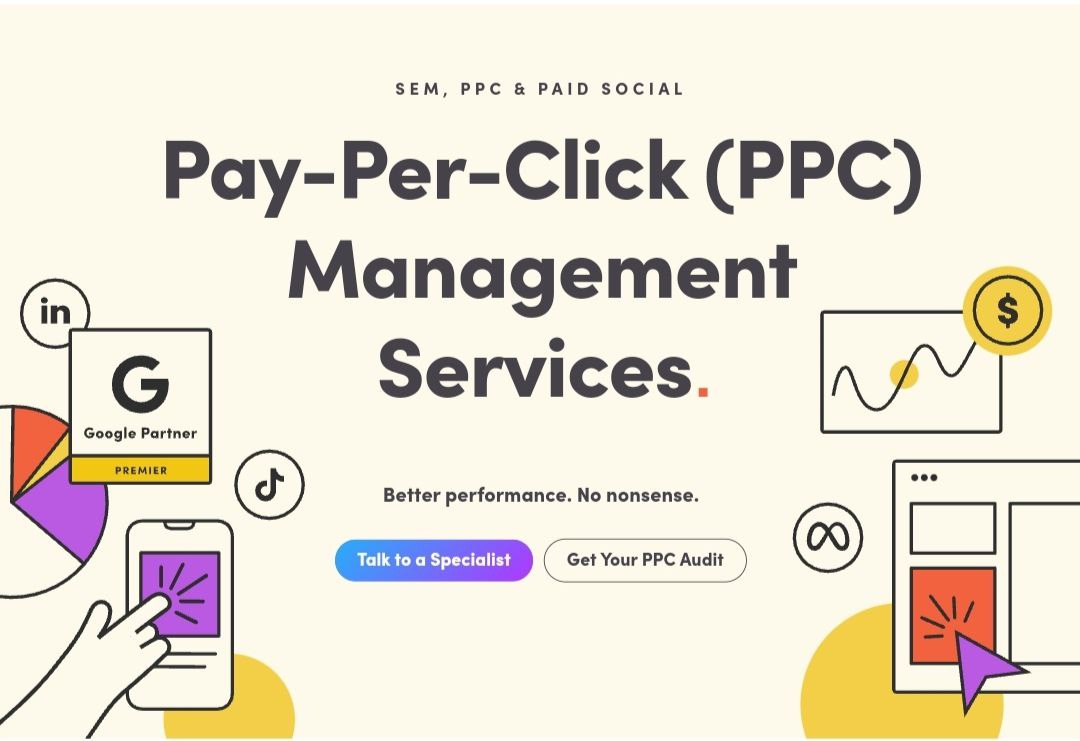 SEM, PPC & PAID SOCIAL
Pay-Per-Click (PPC)
Management
Services.
in
G
Google Partner
PREMIER
$
Better performance. No nonsense.
Talk to a Specialist
Get Your PPC Audit